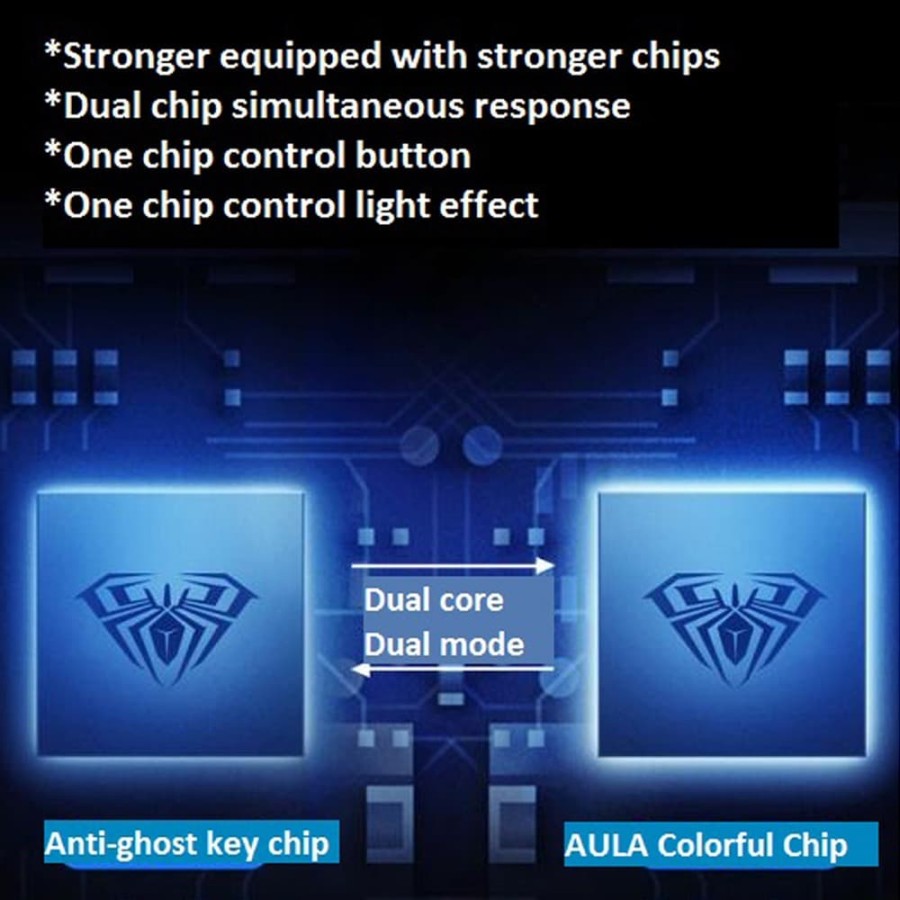 *Stronger equipped with stronger chips
*Dual chip simultaneous response
*One chip control button
*One chip control light effect
Dual core
Dual mode
Anti-ghost key chip
AULA Colorful Chip